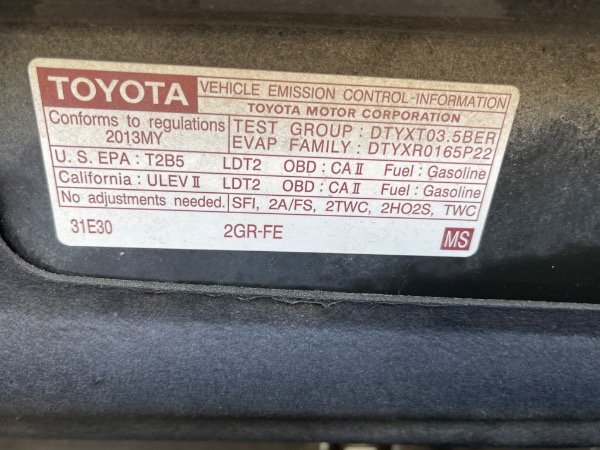 TOYOTA VEHICLE EMISSION CONTROL-INFORMATION
TOYOTA MOTOR CORPORATION
Conforms to regulations
2013MY
TEST GROUP : DTYXT03.5BER
EVAP FAMILY : DTYXR0165P22
U.S. EPA : T2B5 LDT2 OBD : CA II Fuel : Gasoline
California : ULEV II LDT2 OBD : CA II Fuel : Gasoline
No adjustments needed. SFI, 2A/FS, 2TWC, 2HO2S, TWC
31E30 2GR-FE MS